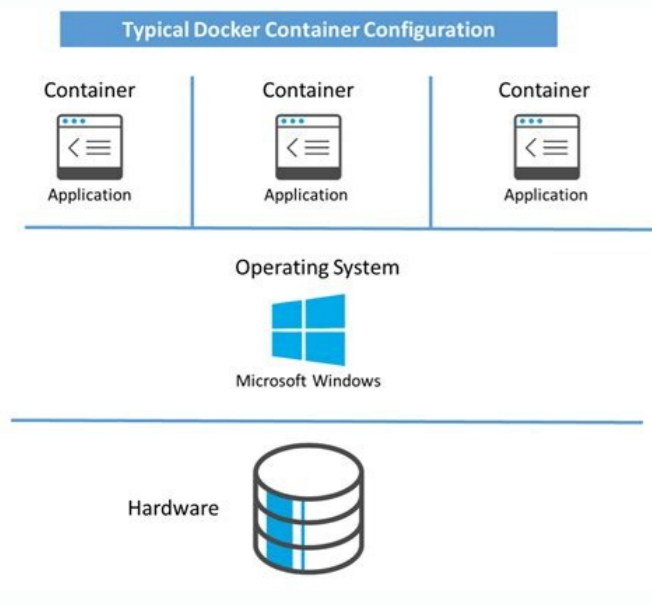 Typical Docker Container Configuration
Container Container Container
Application Application Application
Operating System
Microsoft Windows
Hardware